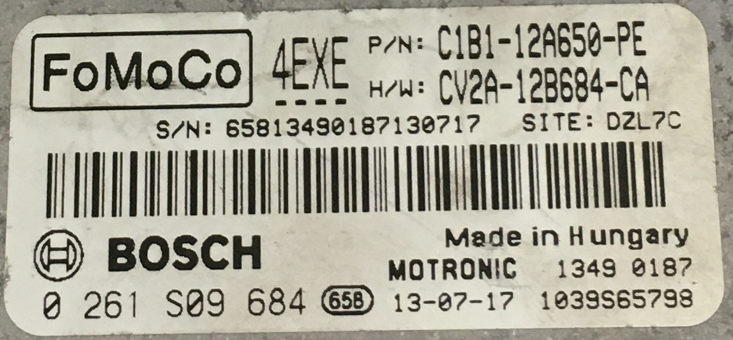 FoMoCo 4EXE P/N: C1B1-12A650-PE
H/W: CV2A-12B684-CA
S/N: 65813490187130717 SITE: DZL7C
BOSCH Made in Hungary
MOTRONIC 1349 0187
0 261 S09 684 658 13-07-17 1039S65798